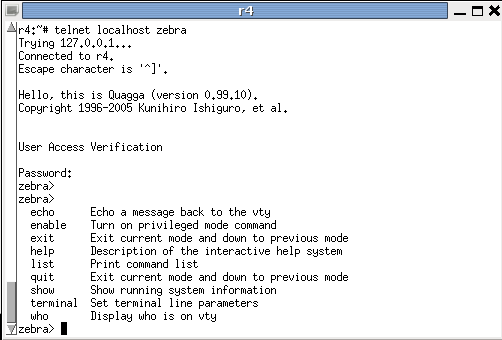 r4
r4:~# telnet localhost zebra
Trying 127.0.0.1...
Connected to r4.
Escape character is '^]'.
Hello, this is Quagga (version 0.99.10).
Copyright 1996-2005 Kunihiro Ishiguro, et al.
User Access Verification
Password:
zebra>
zebra>
echo Echo a message back to the vty
enable Turn on privileged mode command
exit Exit current mode and down to previous mode
help Description of the interactive help system
list Print command list
quit Exit current mode and down to previous mode
show Show running system information
terminal Set terminal line parameters
who Display who is on vty
zebra>